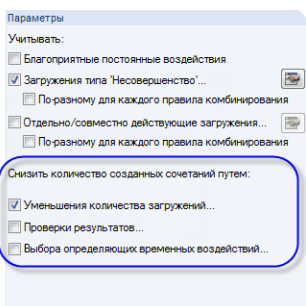 Параметры
Учитывать:
Благоприятные постоянные воздействия
Загружения типа 'Несовершенство'...
По-разному для каждого правила комбинирования
Отдельно/совместно действующие загружения...
По-разному для каждого правила комбинирования
Снизить количество созданных сочетаний путем:
Уменьшения количества загружений...
Проверки результатов...
Выбора определяющих временных воздействий...